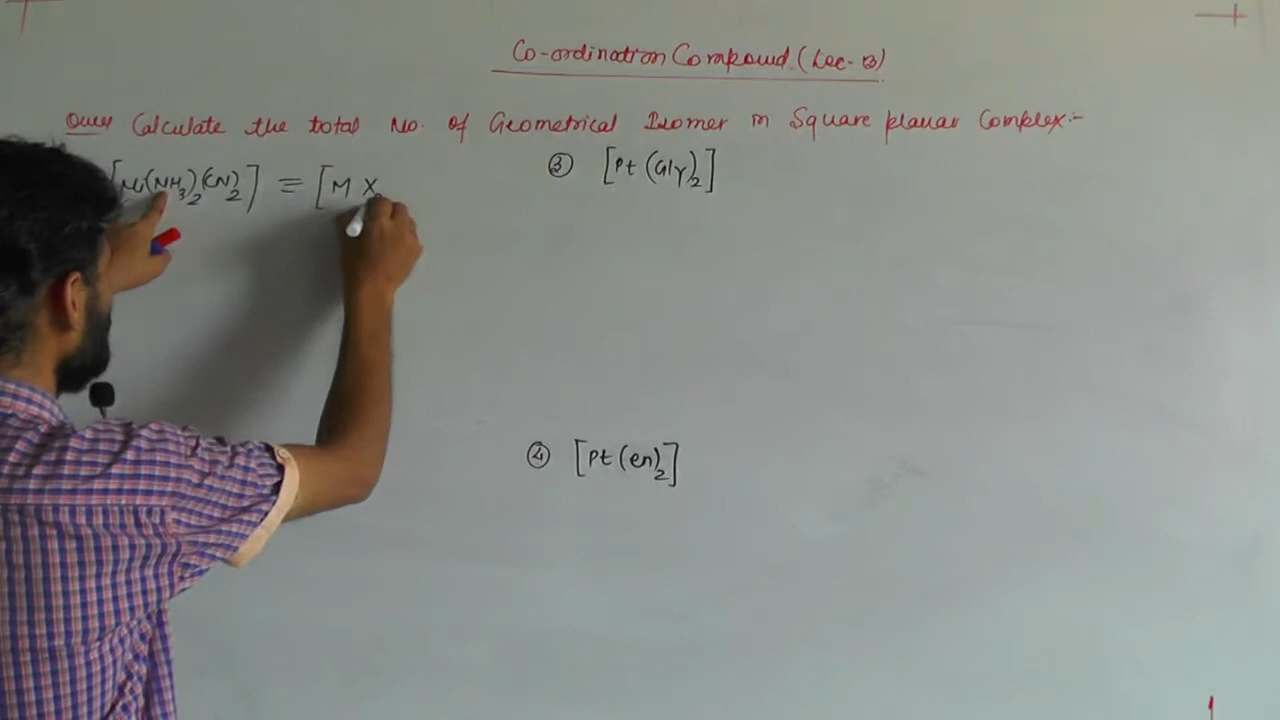 Co-ordination Compound (Lec-3)
Ques Calculate the total No. of Geometrical Isomer in Square planar Complex:-
[Ni(NH3)2(CN)2] ≡ [M X
③ [Pt(Gly)2]
④ [Pt(en)2]